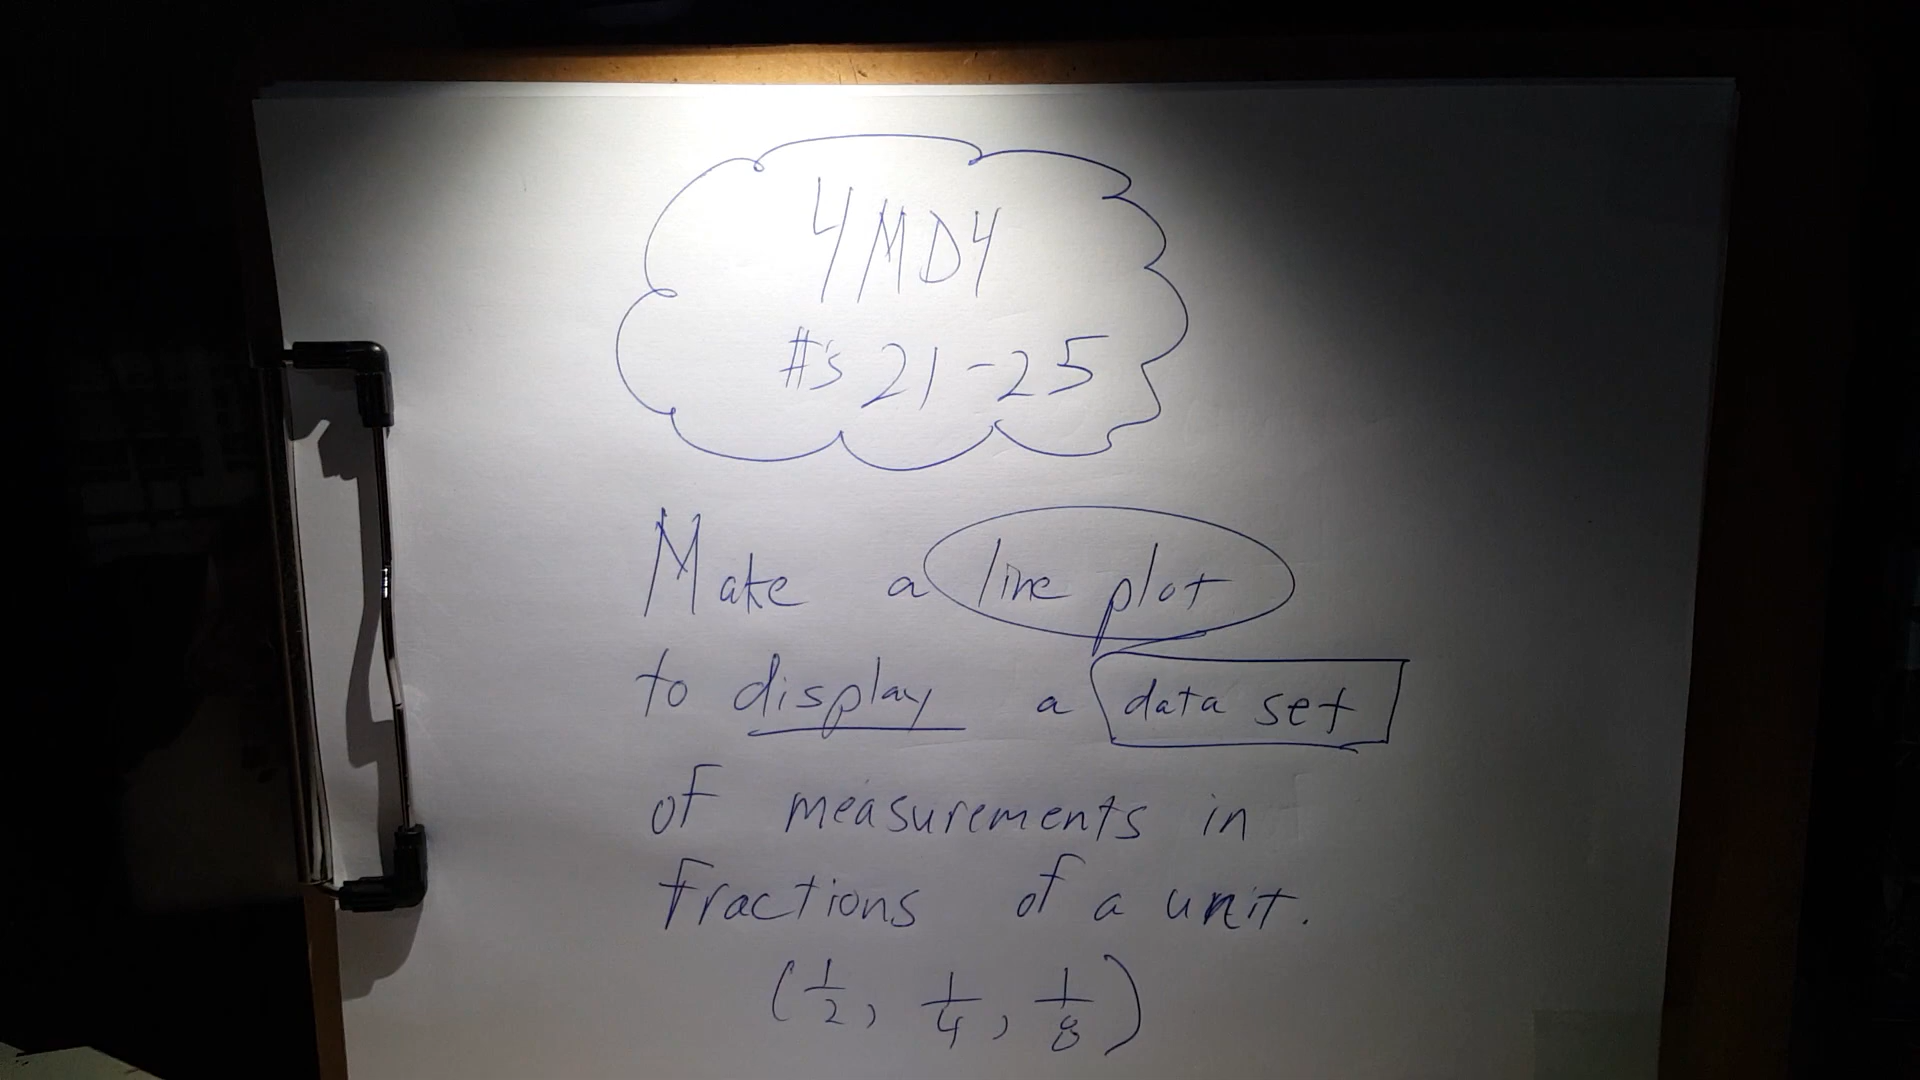 4MD4
#'s 21-25
Make a line plot
to display a data set
of measurements in
fractions of a unit.
(1/2, 1/4, 1/8)